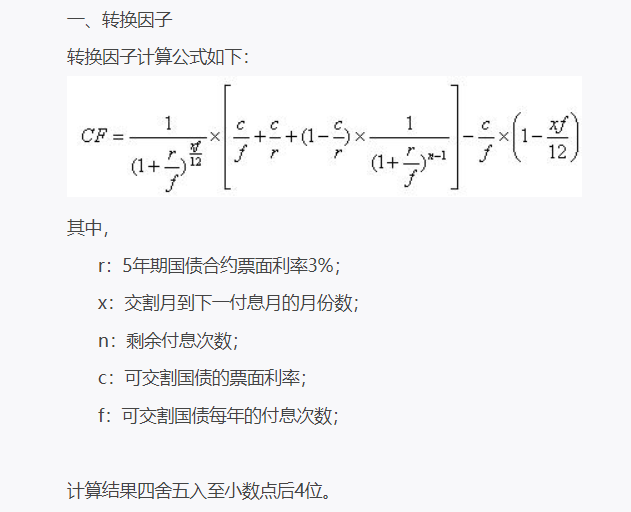 一、转换因子
转换因子计算公式如下：
CF = \frac{1}{(1+\frac{r}{f})^{\frac{xf}{12}}} × \left[ \frac{c}{f} + \frac{c}{r} + (1-\frac{c}{r}) × \frac{1}{(1+\frac{r}{f})^{n-1}} \right] - \frac{c}{f} × \left( 1-\frac{xf}{12} \right)
其中，
r：5年期国债合约票面利率3%；
x：交割月到下一付息月的月份数；
n：剩余付息次数；
c：可交割国债的票面利率；
f：可交割国债每年的付息次数；
计算结果四舍五入至小数点后4位。